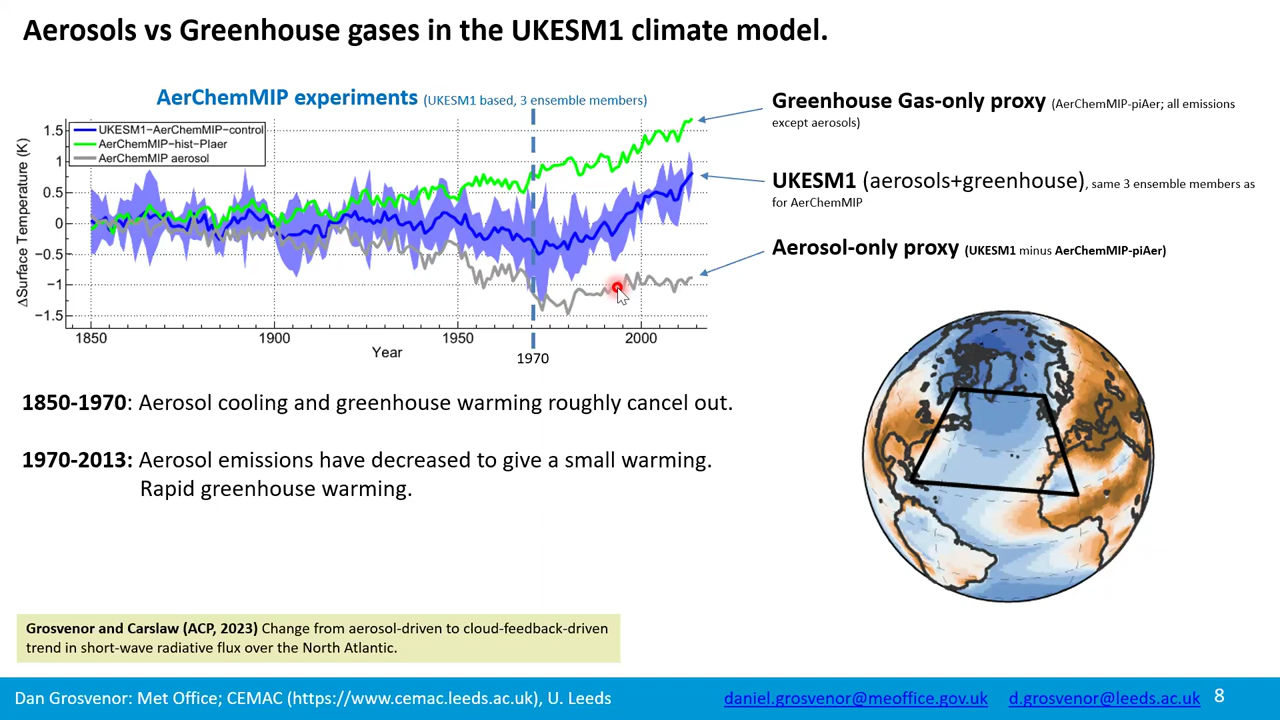 Aerosols vs Greenhouse gases in the UKESM1 climate model.
AerChemMIP experiments (UKESM1 based, 3 ensemble members)
ΔSurface Temperature (K)
1.5
1
0.5
0
−0.5
−1
−1.5
UKESM1−AerChemMIP−control
AerChemMIP−hist−PIaer
AerChemMIP aerosol
1850
1900
1950
2000
Year
1970
Greenhouse Gas-only proxy (AerChemMIP-piAer; all emissions
except aerosols)
UKESM1 (aerosols+greenhouse), same 3 ensemble members as
for AerChemMIP
Aerosol-only proxy (UKESM1 minus AerChemMIP-piAer)
1850-1970: Aerosol cooling and greenhouse warming roughly cancel out.
1970-2013: Aerosol emissions have decreased to give a small warming.
Rapid greenhouse warming.
Grosvenor and Carslaw (ACP, 2023) Change from aerosol-driven to cloud-feedback-driven
trend in short-wave radiative flux over the North Atlantic.
Dan Grosvenor: Met Office; CEMAC (https://www.cemac.leeds.ac.uk), U. Leeds
daniel.grosvenor@meoffice.gov.uk d.grosvenor@leeds.ac.uk 8